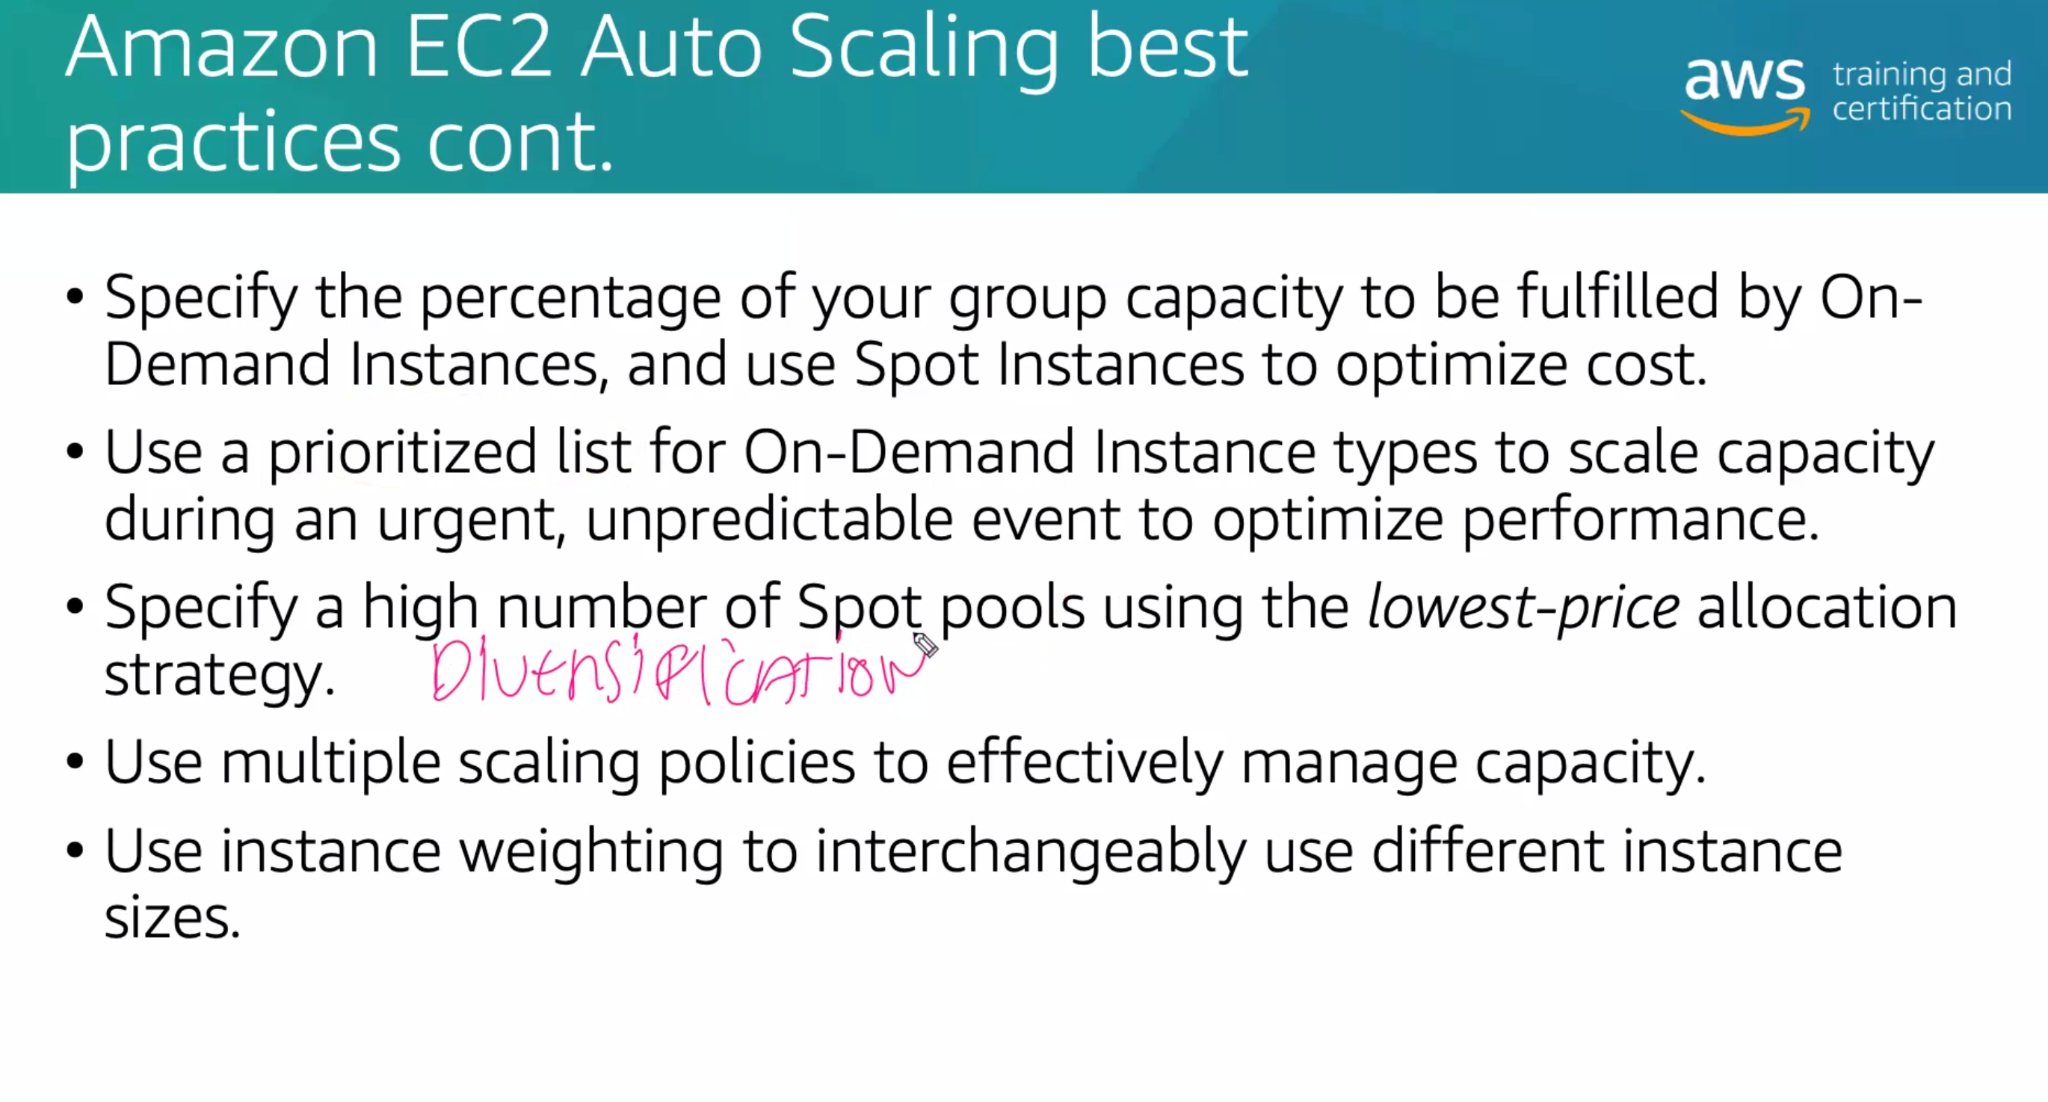 Amazon EC2 Auto Scaling best
practices cont.
aws training and
certification
• Specify the percentage of your group capacity to be fulfilled by On-
Demand Instances, and use Spot Instances to optimize cost.
• Use a prioritized list for On-Demand Instance types to scale capacity
during an urgent, unpredictable event to optimize performance.
• Specify a high number of Spot pools using the lowest-price allocation
strategy. Diversification
• Use multiple scaling policies to effectively manage capacity.
• Use instance weighting to interchangeably use different instance
sizes.